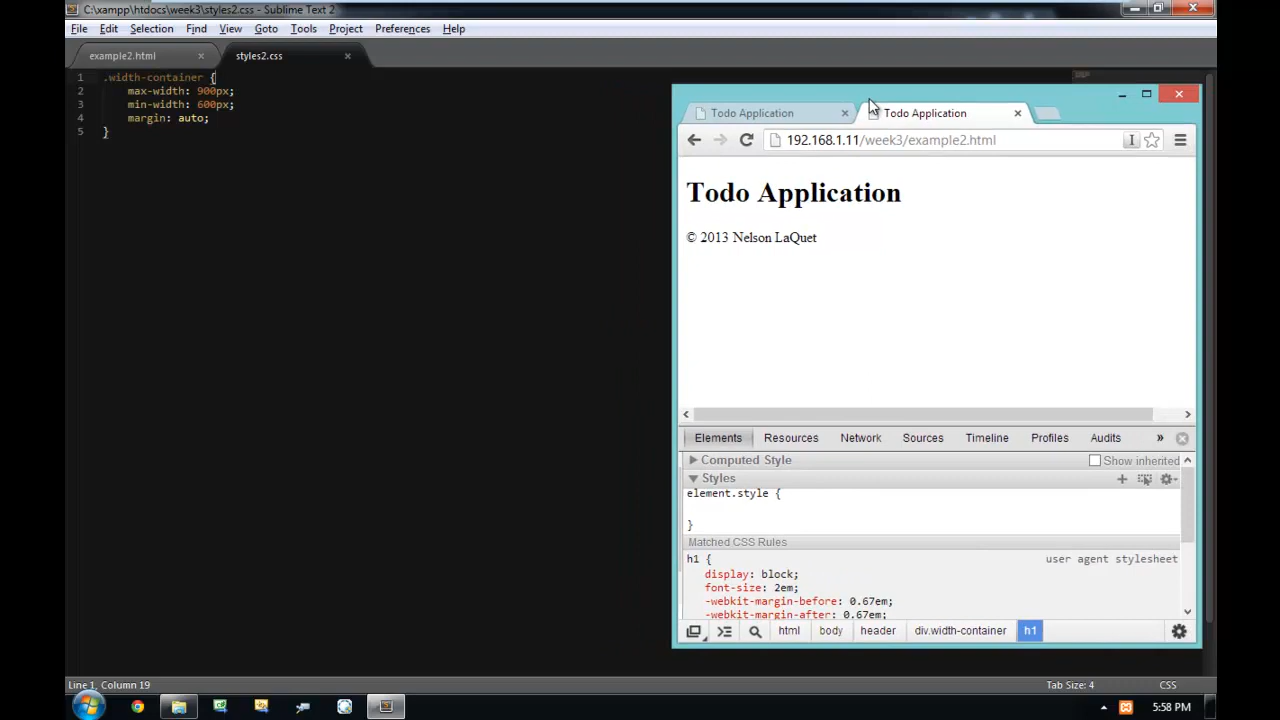 C:\xampp\htdocs\week3\styles2.css - Sublime Text 2
File Edit Selection Find View Goto Tools Project Preferences Help
example2.html × styles2.css ×
1 .width-container {
2 max-width: 900px;
3 min-width: 600px;
4 margin: auto;
5 }
Todo Application × Todo Application ×
192.168.1.11/week3/example2.html
Todo Application
© 2013 Nelson LaQuet
Elements Resources Network Sources Timeline Profiles Audits »
Computed Style Show inherited
Styles
element.style {
}
Matched CSS Rules
h1 { user agent stylesheet
display: block;
font-size: 2em;
-webkit-margin-before: 0.67em;
-webkit-margin-after: 0.67em;
html body header div.width-container h1
Line 1, Column 19 Tab Size: 4 CSS
5:58 PM